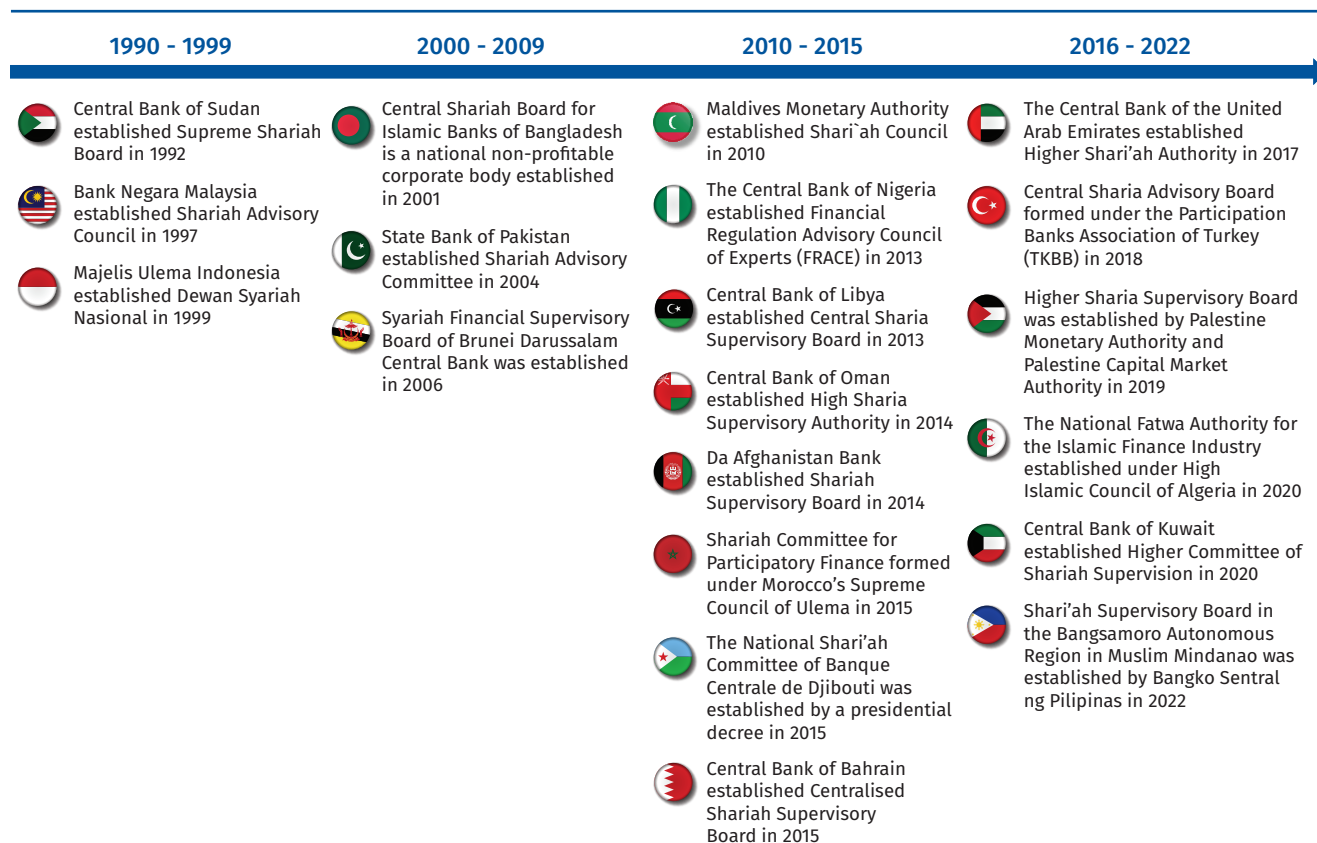 1990 - 1999
Central Bank of Sudan
established Supreme Shariah
Board in 1992
Bank Negara Malaysia
established Shariah Advisory
Council in 1997
Majelis Ulema Indonesia
established Dewan Syariah
Nasional in 1999
2000 - 2009
Central Shariah Board for
Islamic Banks of Bangladesh
is a national non-profitable
corporate body established
in 2001
State Bank of Pakistan
established Shariah Advisory
Committee in 2004
Syariah Financial Supervisory
Board of Brunei Darussalam
Central Bank was established
in 2006
2010 - 2015
Maldives Monetary Authority
established Shari`ah Council
in 2010
The Central Bank of Nigeria
established Financial
Regulation Advisory Council
of Experts (FRACE) in 2013
Central Bank of Libya
established Central Sharia
Supervisory Board in 2013
Central Bank of Oman
established High Sharia
Supervisory Authority in 2014
Da Afghanistan Bank
established Shariah
Supervisory Board in 2014
Shariah Committee for
Participatory Finance formed
under Morocco’s Supreme
Council of Ulema in 2015
The National Shari’ah
Committee of Banque
Centrale de Djibouti was
established by a presidential
decree in 2015
Central Bank of Bahrain
established Centralised
Shariah Supervisory
Board in 2015
2016 - 2022
The Central Bank of the United
Arab Emirates established
Higher Shari’ah Authority in 2017
Central Sharia Advisory Board
formed under the Participation
Banks Association of Turkey
(TKBB) in 2018
Higher Sharia Supervisory Board
was established by Palestine
Monetary Authority and
Palestine Capital Market
Authority in 2019
The National Fatwa Authority for
the Islamic Finance Industry
established under High
Islamic Council of Algeria in 2020
Central Bank of Kuwait
established Higher Committee of
Shariah Supervision in 2020
Shari’ah Supervisory Board in
the Bangsamoro Autonomous
Region in Muslim Mindanao was
established by Bangko Sentral
ng Pilipinas in 2022